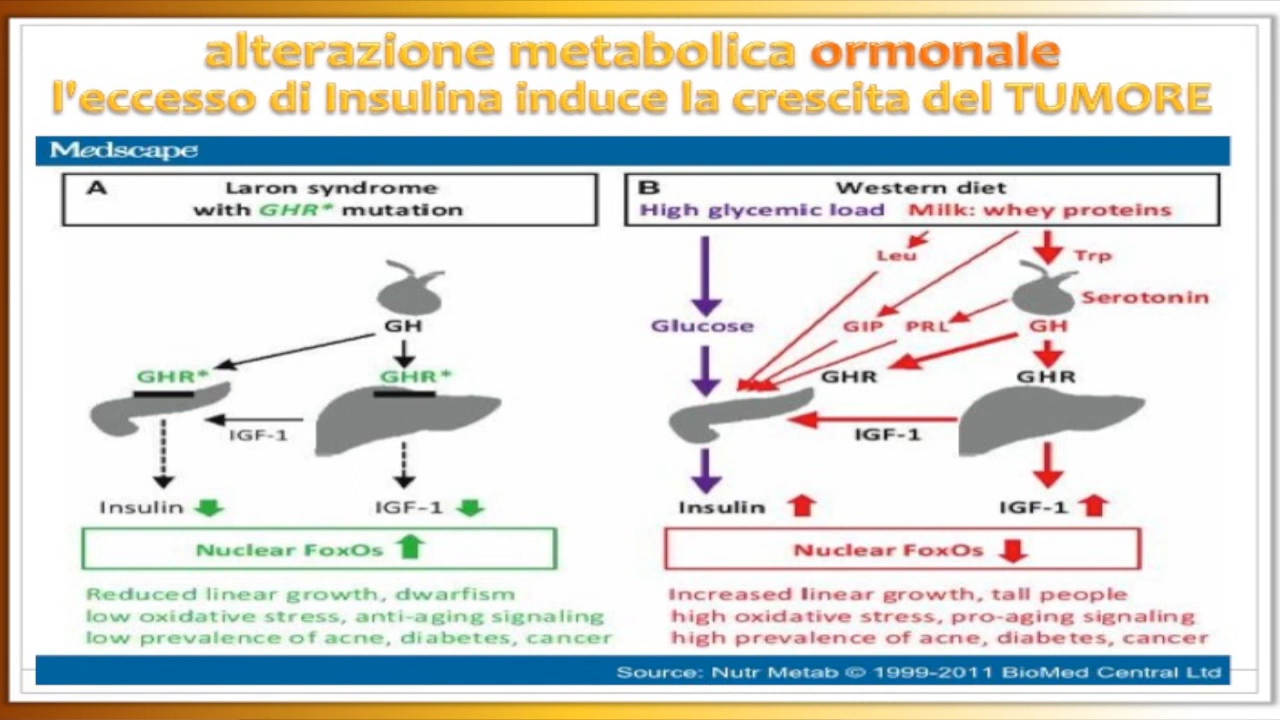 alterazione metabolica ormonale
l'eccesso di Insulina induce la crescita del TUMORE
Medscape
A Laron syndrome
with GHR* mutation
GH
GHR* GHR*
IGF-1
Insulin IGF-1
Nuclear FoxOs
Reduced linear growth, dwarfism
low oxidative stress, anti-aging signaling
low prevalence of acne, diabetes, cancer
B Western diet
High glycemic load Milk: whey proteins
Leu Trp
Serotonin
Glucose GIP PRL GH
GHR GHR
IGF-1
Insulin IGF-1
Nuclear FoxOs
Increased linear growth, tall people
high oxidative stress, pro-aging signaling
high prevalence of acne, diabetes, cancer
Source: Nutr Metab © 1999-2011 BioMed Central Ltd